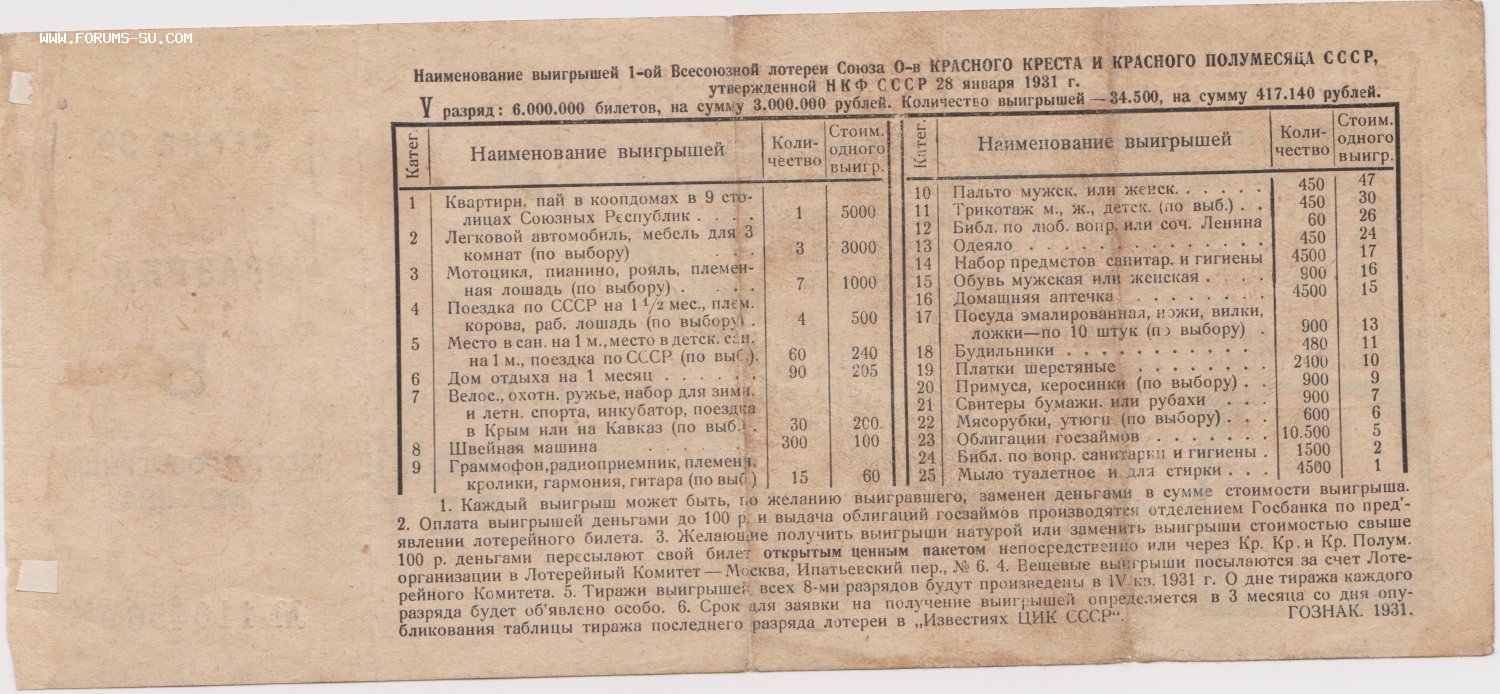 WWW.FORUMS-SU.COM
Наименование выигрышей 1-ой Всесоюзной лотереи Союза О-в КРАСНОГО КРЕСТА И КРАСНОГО ПОЛУМЕСЯЦА СССР,
утвержденной НКФ СССР 28 января 1931 г.
V разряд: 6.000.000 билетов, на сумму 3.000.000 рублей. Количество выигрышей—34.500, на сумму 417.140 рублей.
Катег. Наименование выигрышей Коли-чество Стоим. одного выигр.
1 Квартирн. пай в коопдомах в 9 сто-
лицах Союзных Республик . . . . 1 5000
2 Легковой автомобиль, мебель для 3
комнат (по выбору) . . . 3 3000
3 Мотоцикл, пианино, рояль, племен-
ная лошадь (по выбору) . . . . . 7 1000
4 Поездка по СССР на 1 1/2 мес., плем.
корова, раб. лошадь (по выбору) . 4 500
5 Место в сан. на 1 м., место в детск. сан.
на 1 м., поездка по СССР (по выб.). 60 240
6 Дом отдыха на 1 месяц . . . . . . 90 205
7 Велос., охотн. ружье, набор для зимн.
и летн. спорта, инкубатор, поездка
в Крым или на Кавказ (по выб.) . 30 200
8 Швейная машина . . . . . . 300 100
9 Граммофон, радиоприемник, племенн.
кролики, гармония, гитара (по выб.) 15 60
Катег. Наименование выигрышей Коли-чество Стоим. одного выигр.
10 Пальто мужск. или женск. . . . . . 450 47
11 Трикотаж м., ж., детск. (по выб.) . . 450 30
12 Библ. по люб. вопр. или соч. Ленина 60 26
13 Одеяло . . . . . . . . . . . . . 450 24
14 Набор предметов санитар. и гигиены 4500 17
15 Обувь мужская или женская . . . . 900 16
16 Домашняя аптечка . . . . . . . . 4500 15
17 Посуда эмалированная, ножи, вилки,
ложки—по 10 штук (по выбору) . 900 13
18 Будильники . . . . . . . . . . . 480 11
19 Платки шерстяные . . . . . . . . 2400 10
20 Примуса, керосинки (по выбору) . . 900 9
21 Свитеры бумажн. или рубахи . . . 900 7
22 Мясорубки, утюги (по выбору) . . . 600 6
23 Облигации госзаймов . . . . . . . 10.500 5
24 Библ. по вопр. санитарии и гигиены . 1500 2
25 Мыло туалетное и для стирки . . . 4500 1
1. Каждый выигрыш может быть, по желанию выигравшего, заменен деньгами в сумме стоимости выигрыша.
2. Оплата выигрышей деньгами до 100 р. и выдача облигаций госзаймов производятся отделением Госбанка по пред'-
явлении лотерейного билета. 3. Желающие получить выигрыши натурой или заменить выигрыши стоимостью свыше
100 р. деньгами пересылают свой билет открытым ценным пакетом непосредственно или через Кр. Кр. и Кр. Полум.
организации в Лотерейный Комитет—Москва, Ипатьевский пер., № 6. 4. Вещевые выигрыши посылаются за счет Лоте-
рейного Комитета. 5. Тиражи выигрышей всех 8-ми разрядов будут произведены в IV кв. 1931 г. О дне тиража каждого
разряда будет об'явлено особо. 6. Срок для заявки на получение выигрышей определяется в 3 месяца со дня опу-
бликования таблицы тиража последнего разряда лотереи в „Известиях ЦИК СССР". ГОЗНАК. 1931.